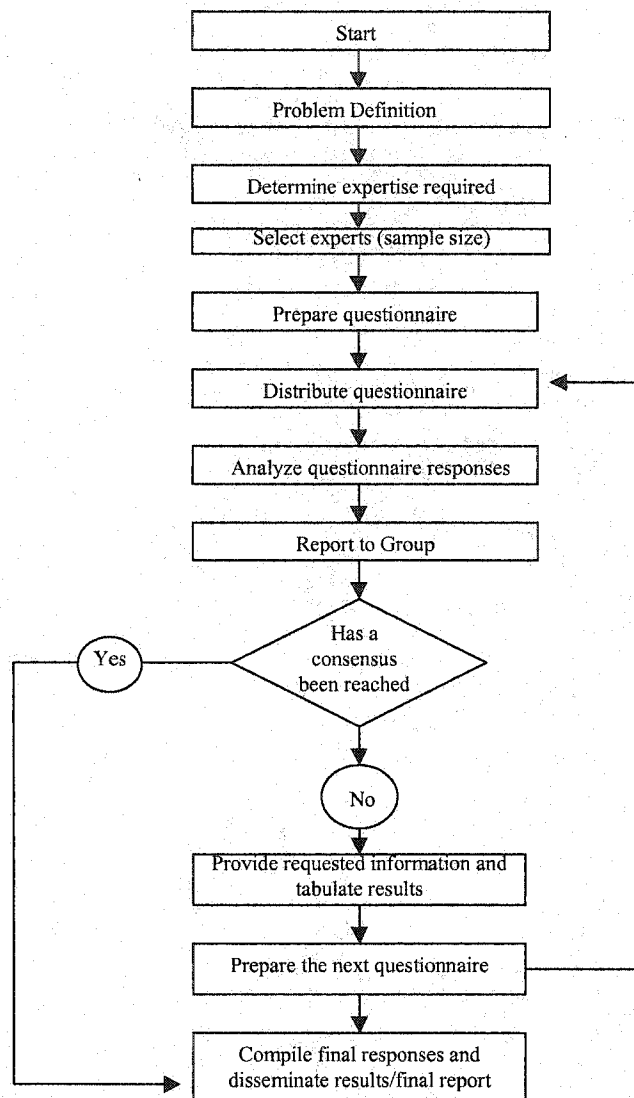 Start
Problem Definition
Determine expertise required
Select experts (sample size)
Prepare questionnaire
Distribute questionnaire
Analyze questionnaire responses
Report to Group
Has a
consensus
been reached
Yes
No
Provide requested information and
tabulate results
Prepare the next questionnaire
Compile final responses and
disseminate results/final report